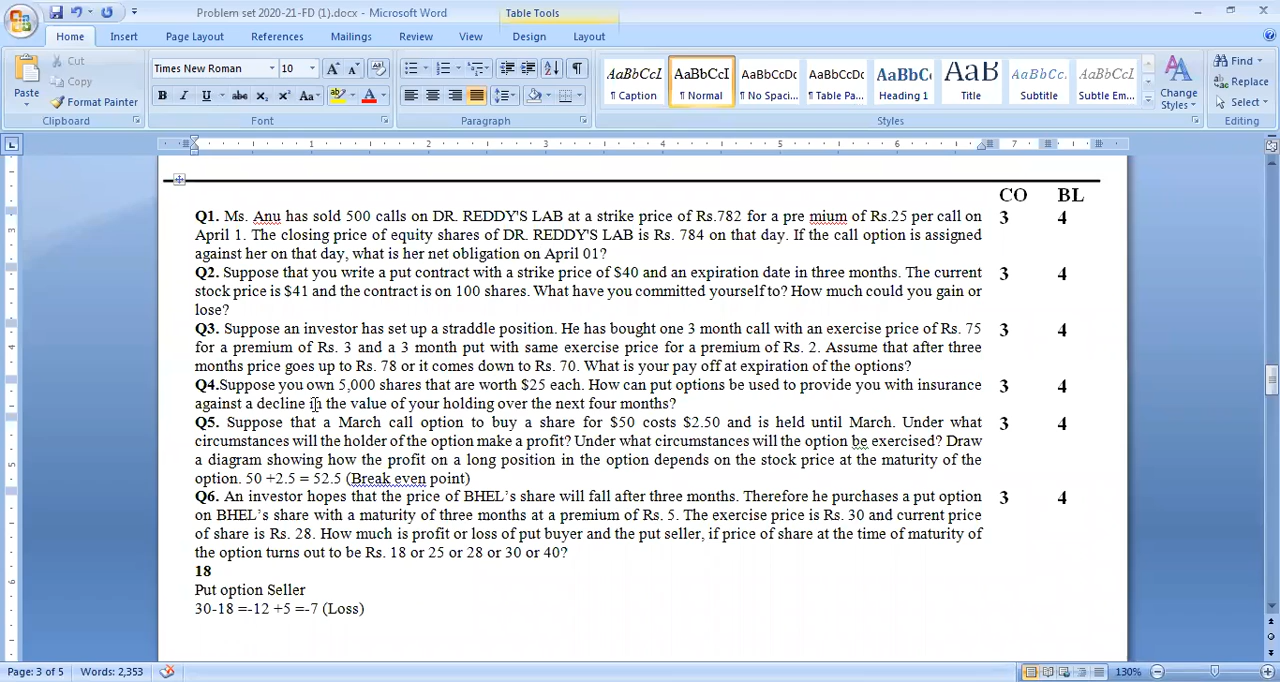 Problem set 2020-21-FD (1).docx - Microsoft Word
Table Tools
Home Insert Page Layout References Mailings Review View Design Layout
Paste
Cut
Copy
Format Painter
Clipboard
Times New Roman 10
Font
Paragraph
AaBbCcI AaBbCcI AaBbCcDc AaBbCcDc AaBbC AaB AaBbCcI AaBbCcI
¶ Caption ¶ Normal ¶ No Spaci... ¶ Table Pa... Heading 1 Title Subtitle Subtle Em...
Change Styles
Styles
Find
Replace
Select
Editing
CO BL
Q1. Ms. Anu has sold 500 calls on DR. REDDY'S LAB at a strike price of Rs.782 for a pre mium of Rs.25 per call on 3 4
April 1. The closing price of equity shares of DR. REDDY'S LAB is Rs. 784 on that day. If the call option is assigned
against her on that day, what is her net obligation on April 01?
Q2. Suppose that you write a put contract with a strike price of $40 and an expiration date in three months. The current 3 4
stock price is $41 and the contract is on 100 shares. What have you committed yourself to? How much could you gain or
lose?
Q3. Suppose an investor has set up a straddle position. He has bought one 3 month call with an exercise price of Rs. 75 3 4
for a premium of Rs. 3 and a 3 month put with same exercise price for a premium of Rs. 2. Assume that after three
months price goes up to Rs. 78 or it comes down to Rs. 70. What is your pay off at expiration of the options?
Q4.Suppose you own 5,000 shares that are worth $25 each. How can put options be used to provide you with insurance 3 4
against a decline in the value of your holding over the next four months?
Q5. Suppose that a March call option to buy a share for $50 costs $2.50 and is held until March. Under what 3 4
circumstances will the holder of the option make a profit? Under what circumstances will the option be exercised? Draw
a diagram showing how the profit on a long position in the option depends on the stock price at the maturity of the
option. 50 +2.5 = 52.5 (Break even point)
Q6. An investor hopes that the price of BHEL's share will fall after three months. Therefore he purchases a put option 3 4
on BHEL's share with a maturity of three months at a premium of Rs. 5. The exercise price is Rs. 30 and current price
of share is Rs. 28. How much is profit or loss of put buyer and the put seller, if price of share at the time of maturity of
the option turns out to be Rs. 18 or 25 or 28 or 30 or 40?
18
Put option Seller
30-18 =-12 +5 =-7 (Loss)
Page: 3 of 5 Words: 2,353 130%